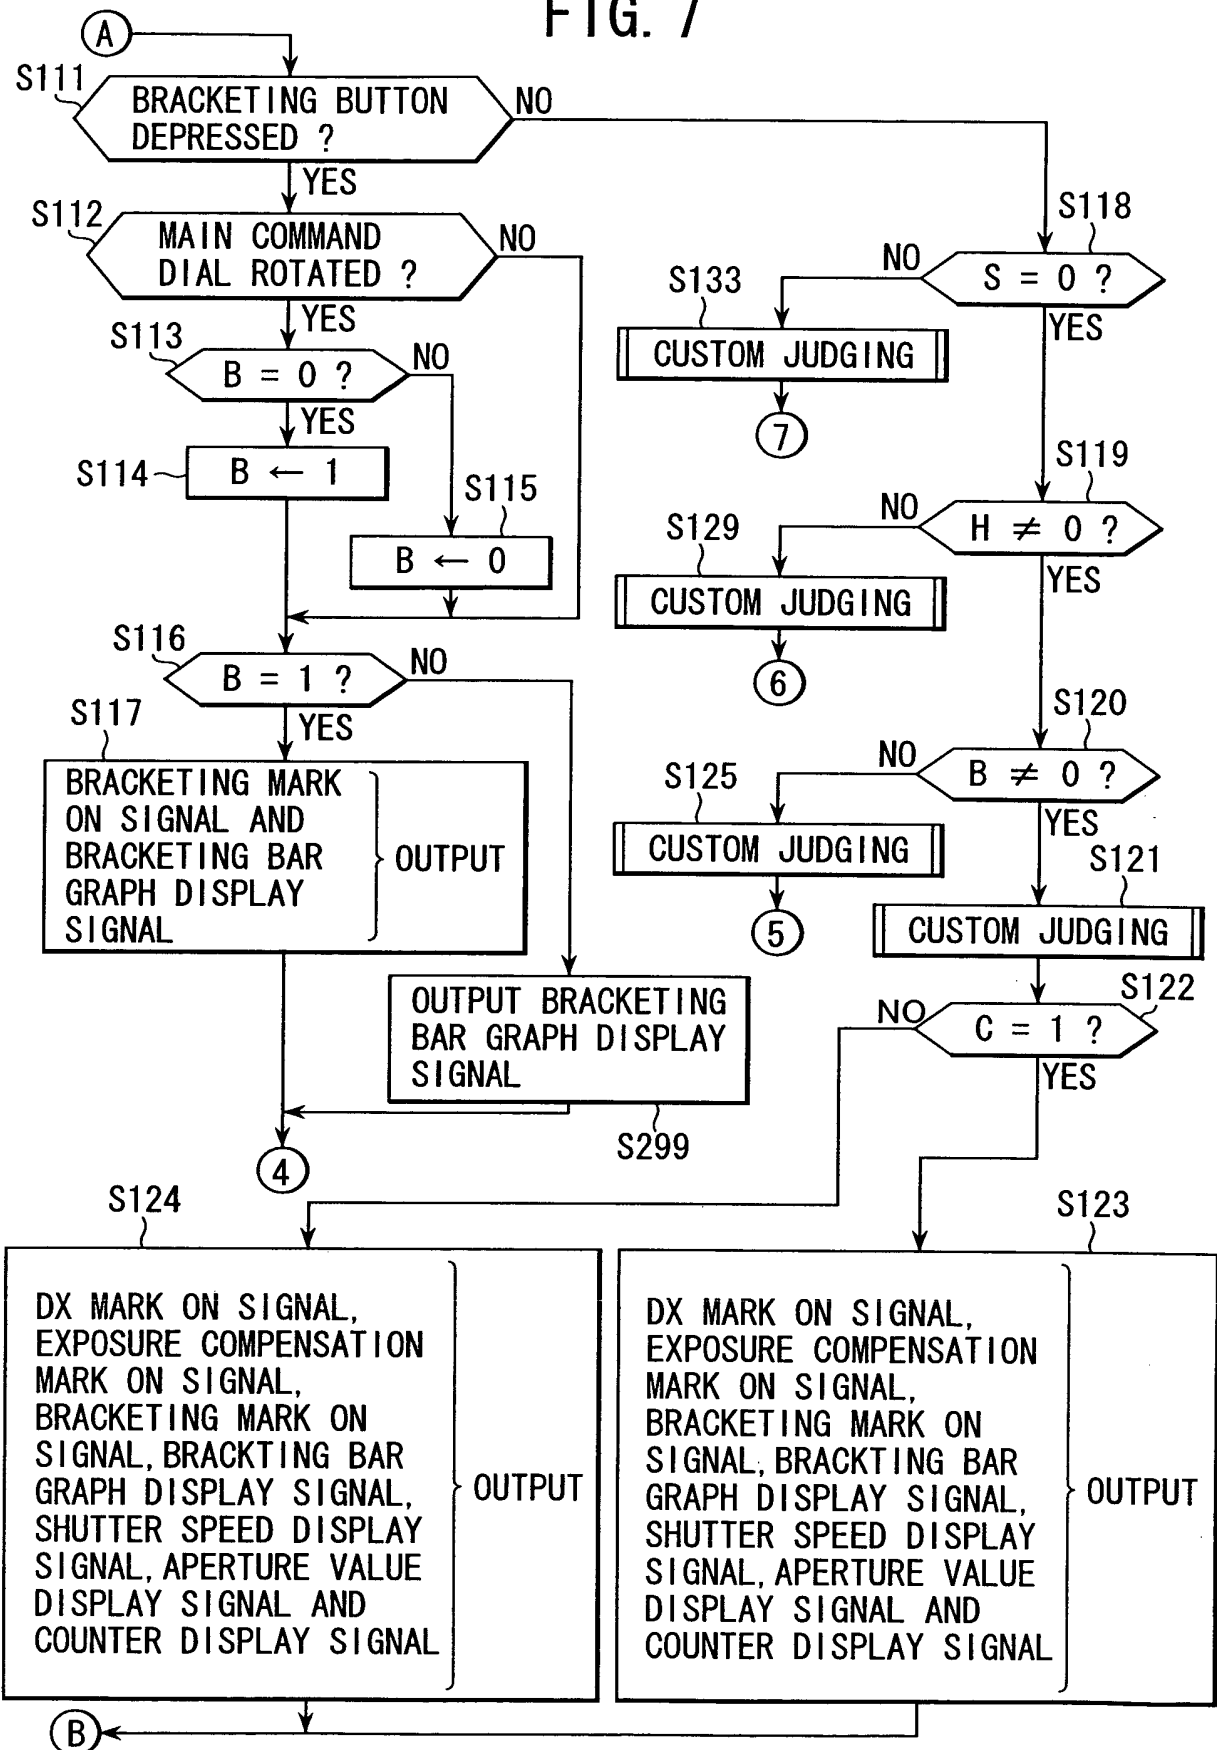 FIG. 7
A
S111
BRACKETING BUTTON
DEPRESSED ?
NO
YES
S112
MAIN COMMAND
DIAL ROTATED ?
NO
YES
S113
B = 0 ?
NO
YES
S114
B ← 1
S115
B ← 0
S116
B = 1 ?
NO
YES
S117
BRACKETING MARK
ON SIGNAL AND
BRACKETING BAR
GRAPH DISPLAY
SIGNAL
OUTPUT
OUTPUT BRACKETING
BAR GRAPH DISPLAY
SIGNAL
S299
4
S118
S = 0 ?
NO
YES
S133
CUSTOM JUDGING
7
S119
H ≠ 0 ?
NO
YES
S129
CUSTOM JUDGING
6
S120
B ≠ 0 ?
NO
YES
S125
CUSTOM JUDGING
5
S121
CUSTOM JUDGING
S122
C = 1 ?
NO
YES
S124
DX MARK ON SIGNAL,
EXPOSURE COMPENSATION
MARK ON SIGNAL,
BRACKETING MARK ON
SIGNAL, BRACKTING BAR
GRAPH DISPLAY SIGNAL,
SHUTTER SPEED DISPLAY
SIGNAL, APERTURE VALUE
DISPLAY SIGNAL AND
COUNTER DISPLAY SIGNAL
OUTPUT
S123
DX MARK ON SIGNAL,
EXPOSURE COMPENSATION
MARK ON SIGNAL,
BRACKETING MARK ON
SIGNAL, BRACKTING BAR
GRAPH DISPLAY SIGNAL,
SHUTTER SPEED DISPLAY
SIGNAL, APERTURE VALUE
DISPLAY SIGNAL AND
COUNTER DISPLAY SIGNAL
OUTPUT
B